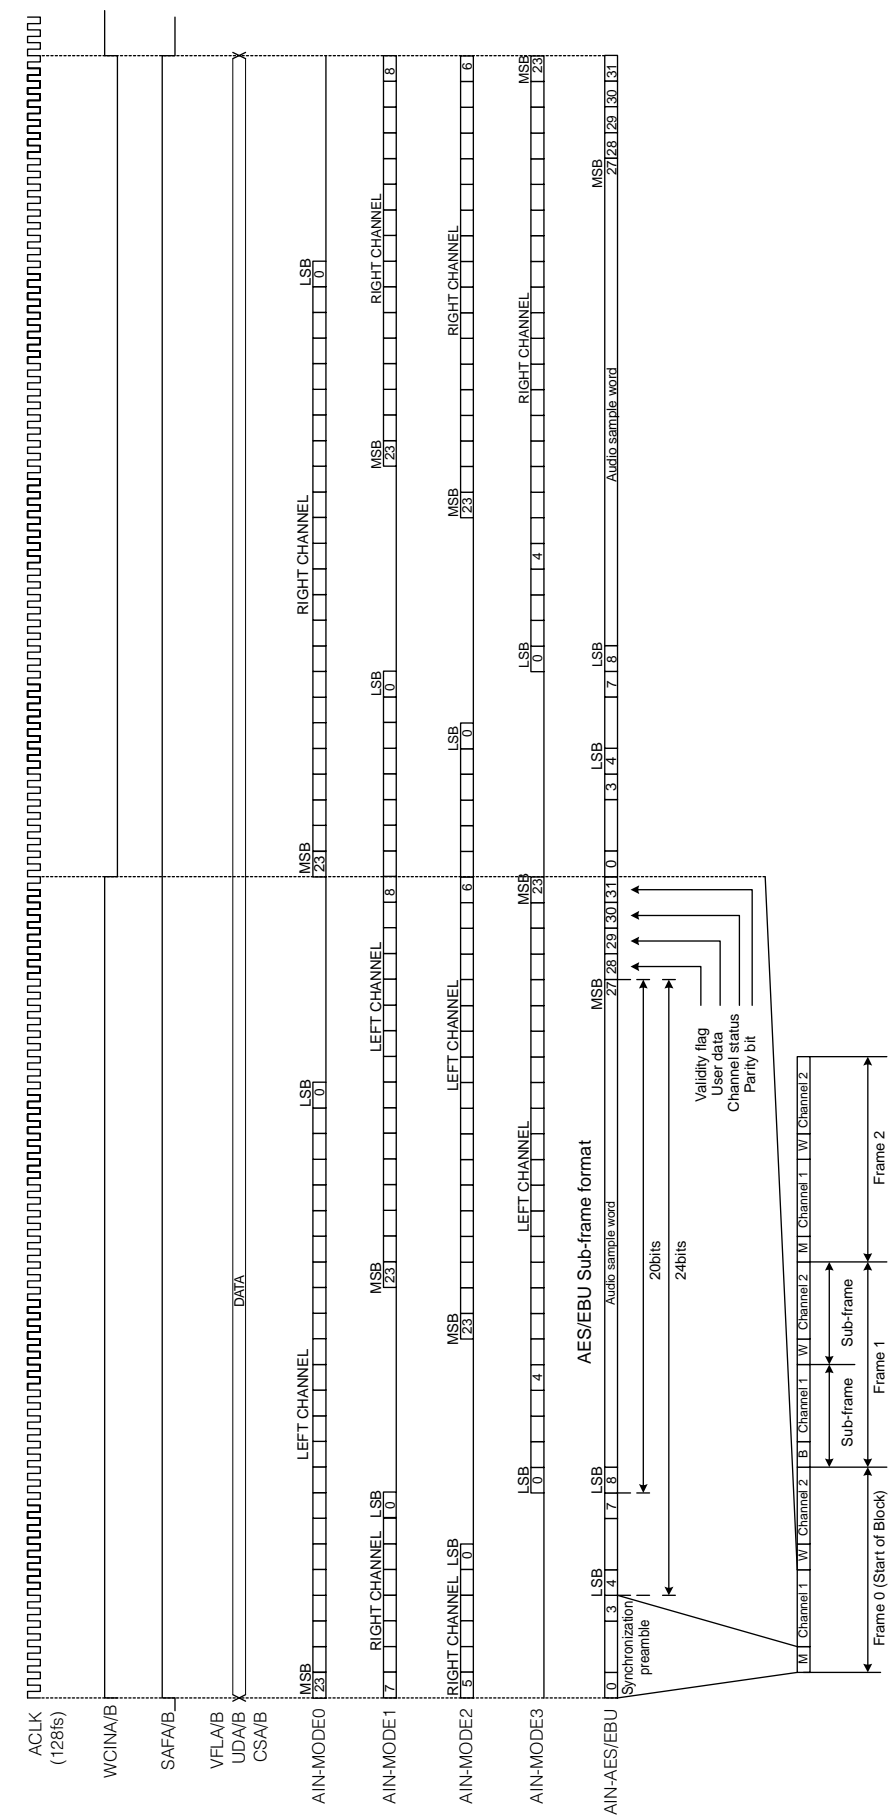 ACLK
(128fs)
WCINA/B
SAFA/B
VFLA/B
UDA/B
CSA/B
DATA
AIN-MODE0
MSB
23
LEFT CHANNEL
LSB
0
MSB
23
RIGHT CHANNEL
LSB
0
AIN-MODE1
7
RIGHT CHANNEL
LSB
0
MSB
23
LEFT CHANNEL
8
LSB
0
MSB
23
RIGHT CHANNEL
8
AIN-MODE2
5
RIGHT CHANNEL
LSB
0
MSB
23
LEFT CHANNEL
6
LSB
0
MSB
23
RIGHT CHANNEL
6
AIN-MODE3
LSB
0
4
LEFT CHANNEL
MSB
23
LSB
0
4
RIGHT CHANNEL
MSB
23
AES/EBU Sub-frame format
AIN-AES/EBU
0
3
LSB
4
7
LSB
8
Audio sample word
MSB
27
28
29
30
31
0
3
LSB
4
7
LSB
8
Audio sample word
MSB
27
28
29
30
31
Synchronization
preamble
20bits
24bits
Validity flag
User data
Channel status
Parity bit
M
Channel 1
W
Channel 2
B
Channel 1
W
Channel 2
M
Channel 1
W
Channel 2
Sub-frame
Sub-frame
Frame 0 (Start of Block)
Frame 1
Frame 2